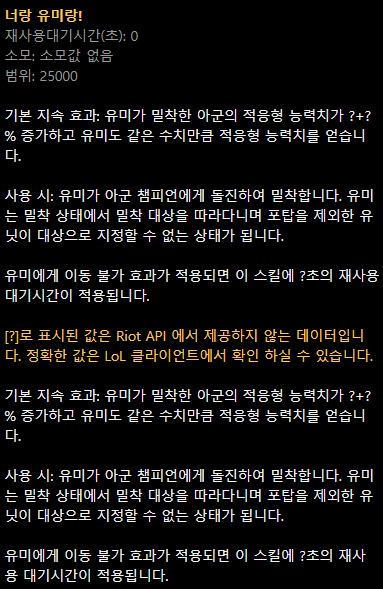 너랑 유미랑!
재사용대기시간(초): 0
소모: 소모값 없음
범위: 25000
기본 지속 효과: 유미가 밀착한 아군의 적응형 능력치가 ?+?
% 증가하고 유미도 같은 수치만큼 적응형 능력치를 얻습니
다.
사용 시: 유미가 아군 챔피언에게 돌진하여 밀착합니다. 유미
는 밀착 상태에서 밀착 대상을 따라다니며 포탑을 제외한 유
닛이 대상으로 지정할 수 없는 상태가 됩니다.
유미에게 이동 불가 효과가 적용되면 이 스킬에 ?초의 재사용
대기시간이 적용됩니다.
[?]로 표시된 값은 Riot API 에서 제공하지 않는 데이터입니
다. 정확한 값은 LoL 클라이언트에서 확인 하실 수 있습니다.
기본 지속 효과: 유미가 밀착한 아군의 적응형 능력치가 ?+?
% 증가하고 유미도 같은 수치만큼 적응형 능력치를 얻습니
다.
사용 시: 유미가 아군 챔피언에게 돌진하여 밀착합니다. 유미
는 밀착 상태에서 밀착 대상을 따라다니며 포탑을 제외한 유
닛이 대상으로 지정할 수 없는 상태가 됩니다.
유미에게 이동 불가 효과가 적용되면 이 스킬에 ?초의 재사
용 대기시간이 적용됩니다.